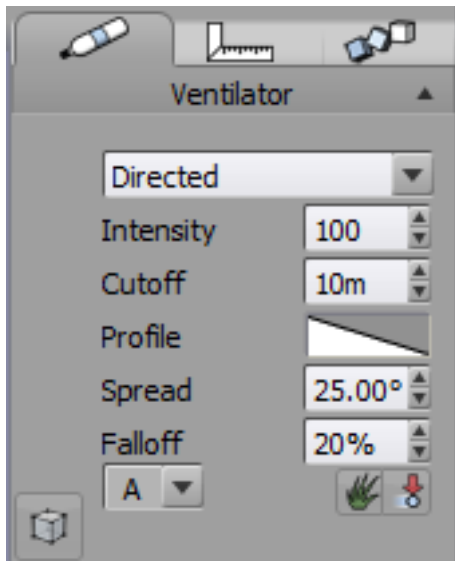 Ventilator
Directed
Intensity 100
Cutoff 10m
Profile
Spread 25.00°
Falloff 20%
A